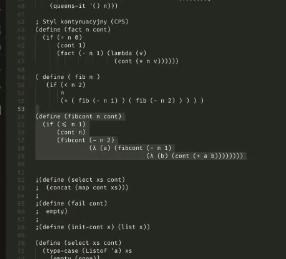 (queens-it '() n)))
; Styl kontynuacyjny (CPS)
(define (fact n cont)
(if (= n 0)
(cont 1)
(fact (- n 1) (lambda (v)
(cont (* n v))))))
( define ( fib n )
(if (< n 2)
n
(+ ( fib (- n 1) ) ( fib (- n 2) ) ) ) )
(define (fibcont n cont)
(if (≤ n 1)
(cont n)
(fibcont (- n 2)
(λ (a) (fibcont (- n 1)
(λ (b) (cont (+ a b))))))))
;(define (select xs cont)
; (concat (map cont xs)))
;
;(define (fail cont)
; empty)
;
;(define (init-cont x) (list x))
(define (select xs cont)
(type-case (Listof 'a) xs